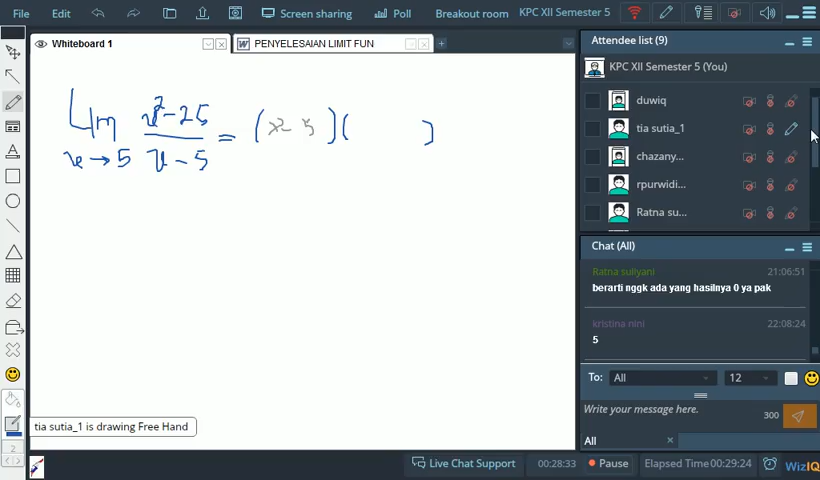 File Edit Screen sharing Poll Breakout room KPC XII Semester 5
Whiteboard 1 PENYELESAIAN LIMIT FUN
Attendee list (9)
KPC XII Semester 5 (You)
duwiq
tia sutia_1
chazany...
rpurwidi...
Ratna su...
Lim x²-25 = (x-5)( )
x→5 x-5
Chat (All)
Ratna suliyani 21:06:51
berarti nggk ada yang hasilnya 0 ya pak
kristina nini 22:08:24
5
To: All 12
Write your message here. 300
All
tia sutia_1 is drawing Free Hand
2
Live Chat Support 00:28:33 Pause Elapsed Time 00:29:24 WizIQ